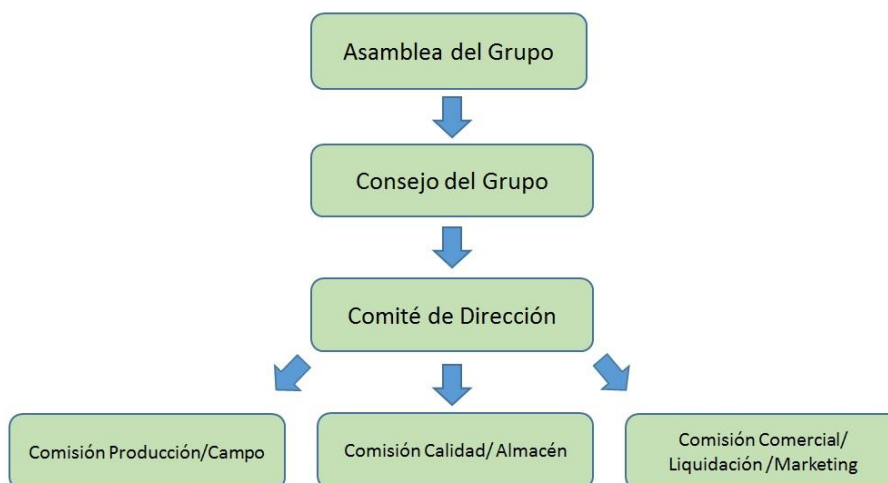 Asamblea del Grupo
Consejo del Grupo
Comité de Dirección
Comisión Producción/Campo
Comisión Calidad/ Almacén
Comisión Comercial/
Liquidación /Marketing